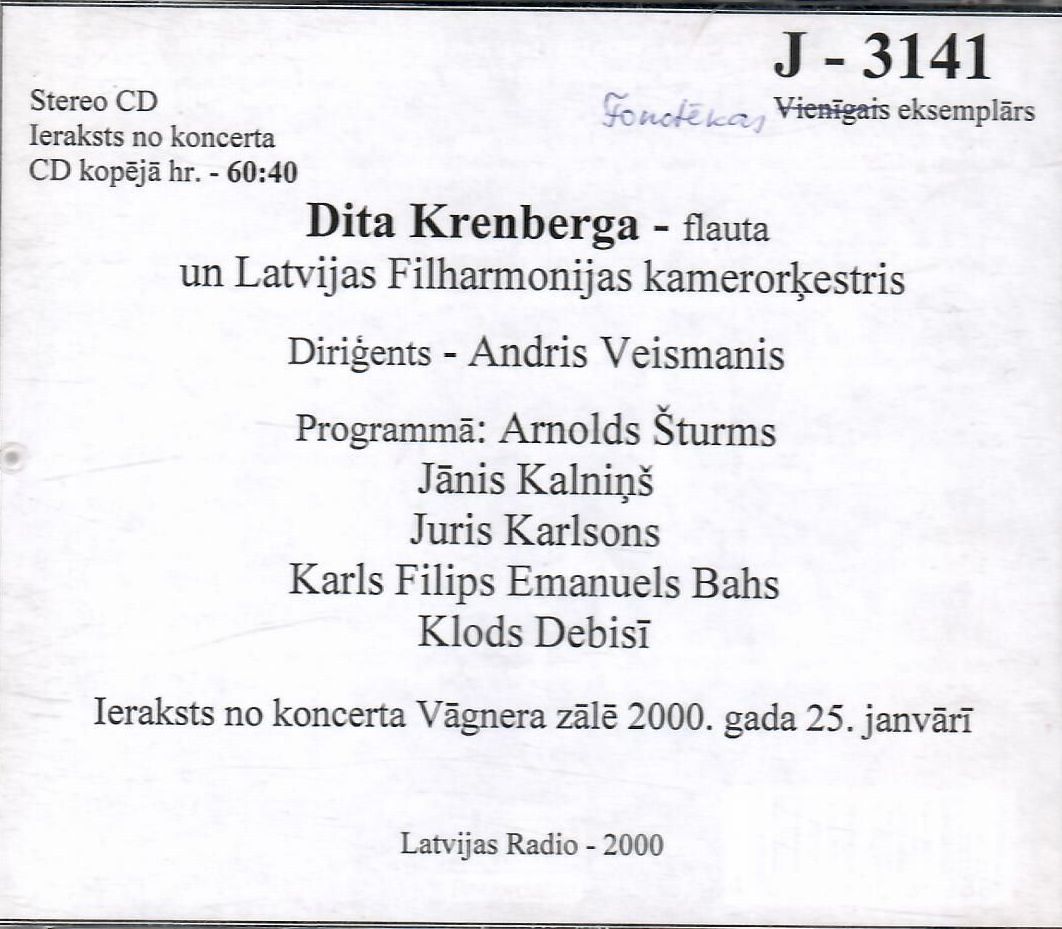 J - 3141
Stereo CD
Fonotēkas Vienīgais eksemplārs
Ieraksts no koncerta
CD kopējā hr. - 60:40
Dita Krenberga - flauta
un Latvijas Filharmonijas kamerorķestris
Diriģents - Andris Veismanis
Programmā: Arnolds Šturms
Jānis Kalniņš
Juris Karlsons
Karls Filips Emanuels Bahs
Klods Debisī
Ieraksts no koncerta Vāgnera zālē 2000. gada 25. janvārī
Latvijas Radio - 2000